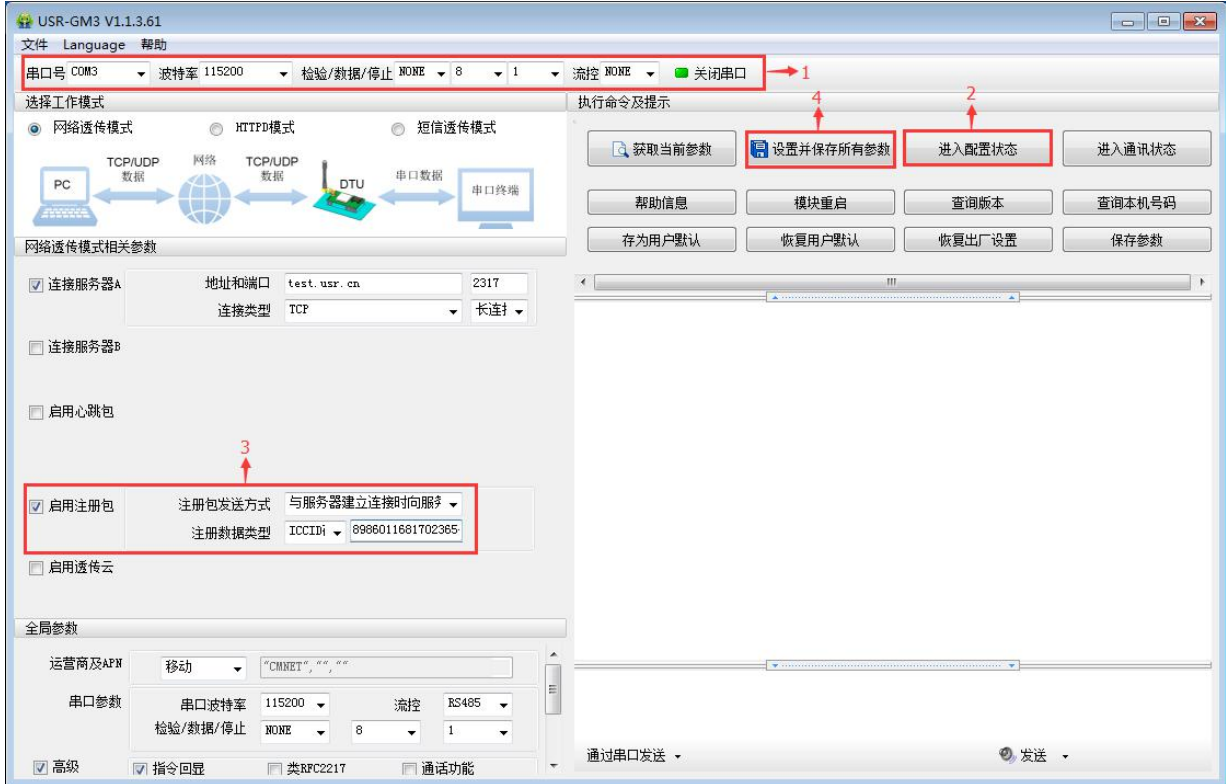 USR-GM3 V1.1.3.61
文件 Language 帮助
串口号 COM3 波特率 115200 检验/数据/停止 NONE 8 1 流控 NONE 关闭串口 1
选择工作模式
网络透传模式 HTTPD模式 短信透传模式
PC TCP/UDP 数据 网络 TCP/UDP 数据 DTU 串口数据 串口终端
网络透传模式相关参数
连接服务器A 地址和端口 test.usr.cn 2317
连接类型 TCP 长连接
连接服务器B
启用心跳包
3
启用注册包 注册包发送方式 与服务器建立连接时向服务
注册数据类型 ICCID 8986011681702365
启用透传云
全局参数
运营商及APN 移动 "CMNET","",""
串口参数 串口波特率 115200 流控 RS485
检验/数据/停止 NONE 8 1
高级 指令回显 类RFC2217 通话功能
执行命令及提示
4 2
获取当前参数 设置并保存所有参数 进入配置状态 进入通讯状态
帮助信息 模块重启 查询版本 查询本机号码
存为用户默认 恢复用户默认 恢复出厂设置 保存参数
通过串口发送 发送